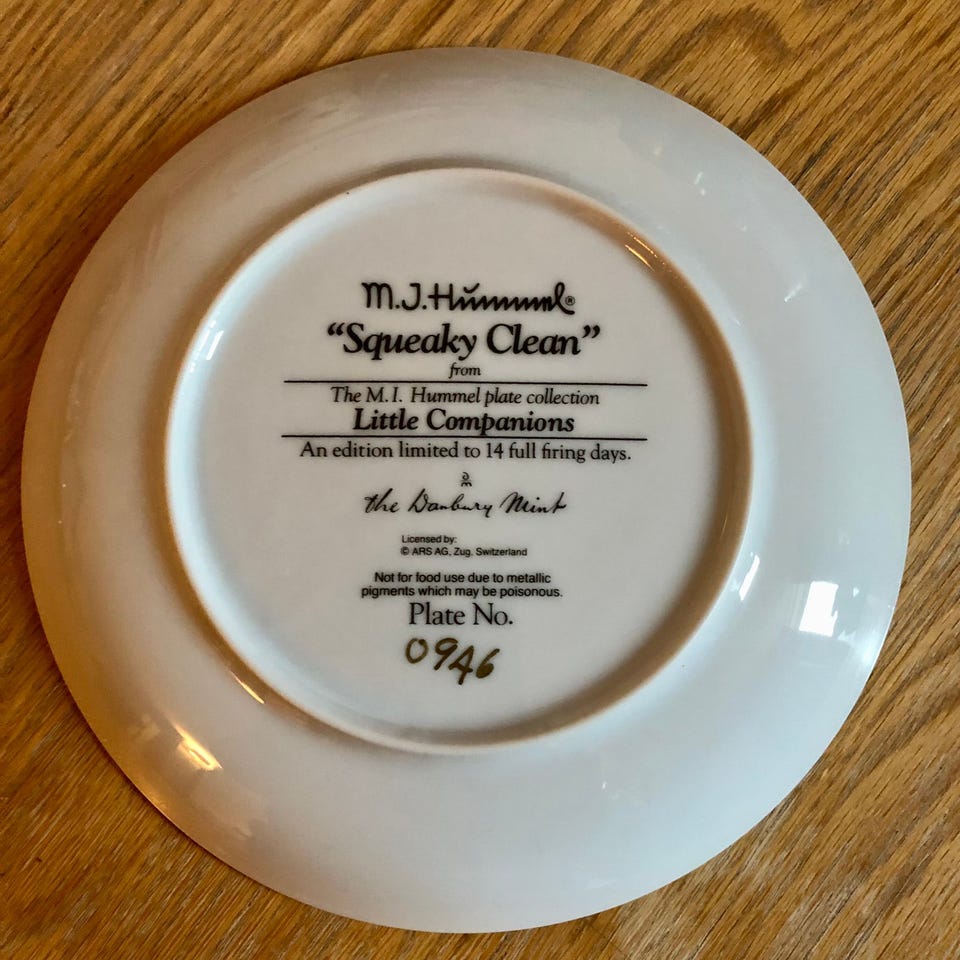 M.J.Hummel®
“Squeaky Clean”
from
The M.I. Hummel plate collection
Little Companions
An edition limited to 14 full firing days.
the Danbury Mint
Licensed by:
© ARS AG, Zug, Switzerland
Not for food use due to metallic
pigments which may be poisonous.
Plate No.
0946